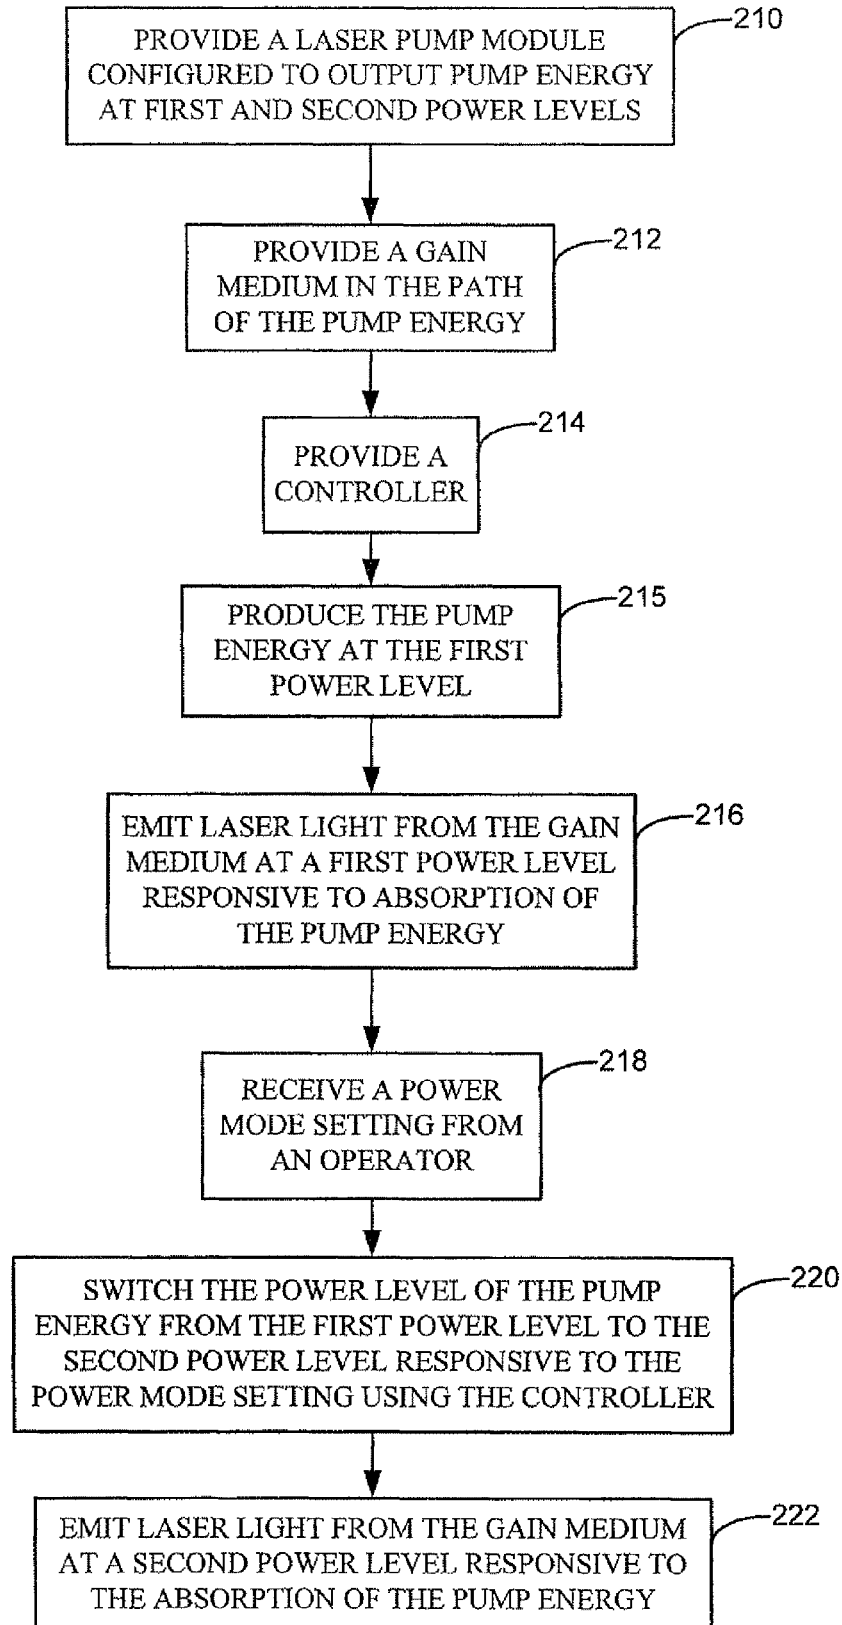 PROVIDE A LASER PUMP MODULE
CONFIGURED TO OUTPUT PUMP ENERGY
AT FIRST AND SECOND POWER LEVELS
210
PROVIDE A GAIN
MEDIUM IN THE PATH
OF THE PUMP ENERGY
212
PROVIDE A
CONTROLLER
214
PRODUCE THE PUMP
ENERGY AT THE FIRST
POWER LEVEL
215
EMIT LASER LIGHT FROM THE GAIN
MEDIUM AT A FIRST POWER LEVEL
RESPONSIVE TO ABSORPTION OF
THE PUMP ENERGY
216
RECEIVE A POWER
MODE SETTING FROM
AN OPERATOR
218
SWITCH THE POWER LEVEL OF THE PUMP
ENERGY FROM THE FIRST POWER LEVEL TO THE
SECOND POWER LEVEL RESPONSIVE TO THE
POWER MODE SETTING USING THE CONTROLLER
220
EMIT LASER LIGHT FROM THE GAIN MEDIUM
AT A SECOND POWER LEVEL RESPONSIVE TO
THE ABSORPTION OF THE PUMP ENERGY
222